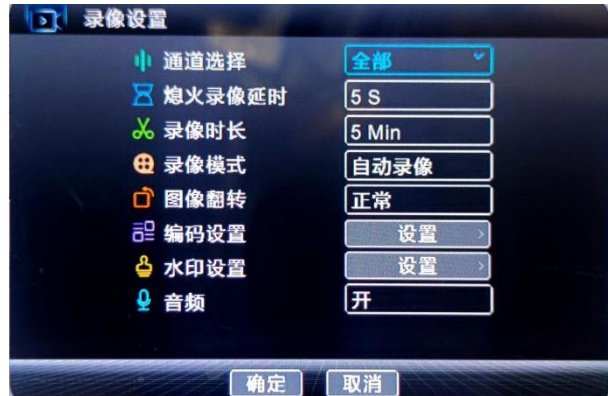 录像设置
通道选择 全部
熄火录像延时 5 S
录像时长 5 Min
录像模式 自动录像
图像翻转 正常
编码设置 设置
水印设置 设置
音频 开
确定 取消